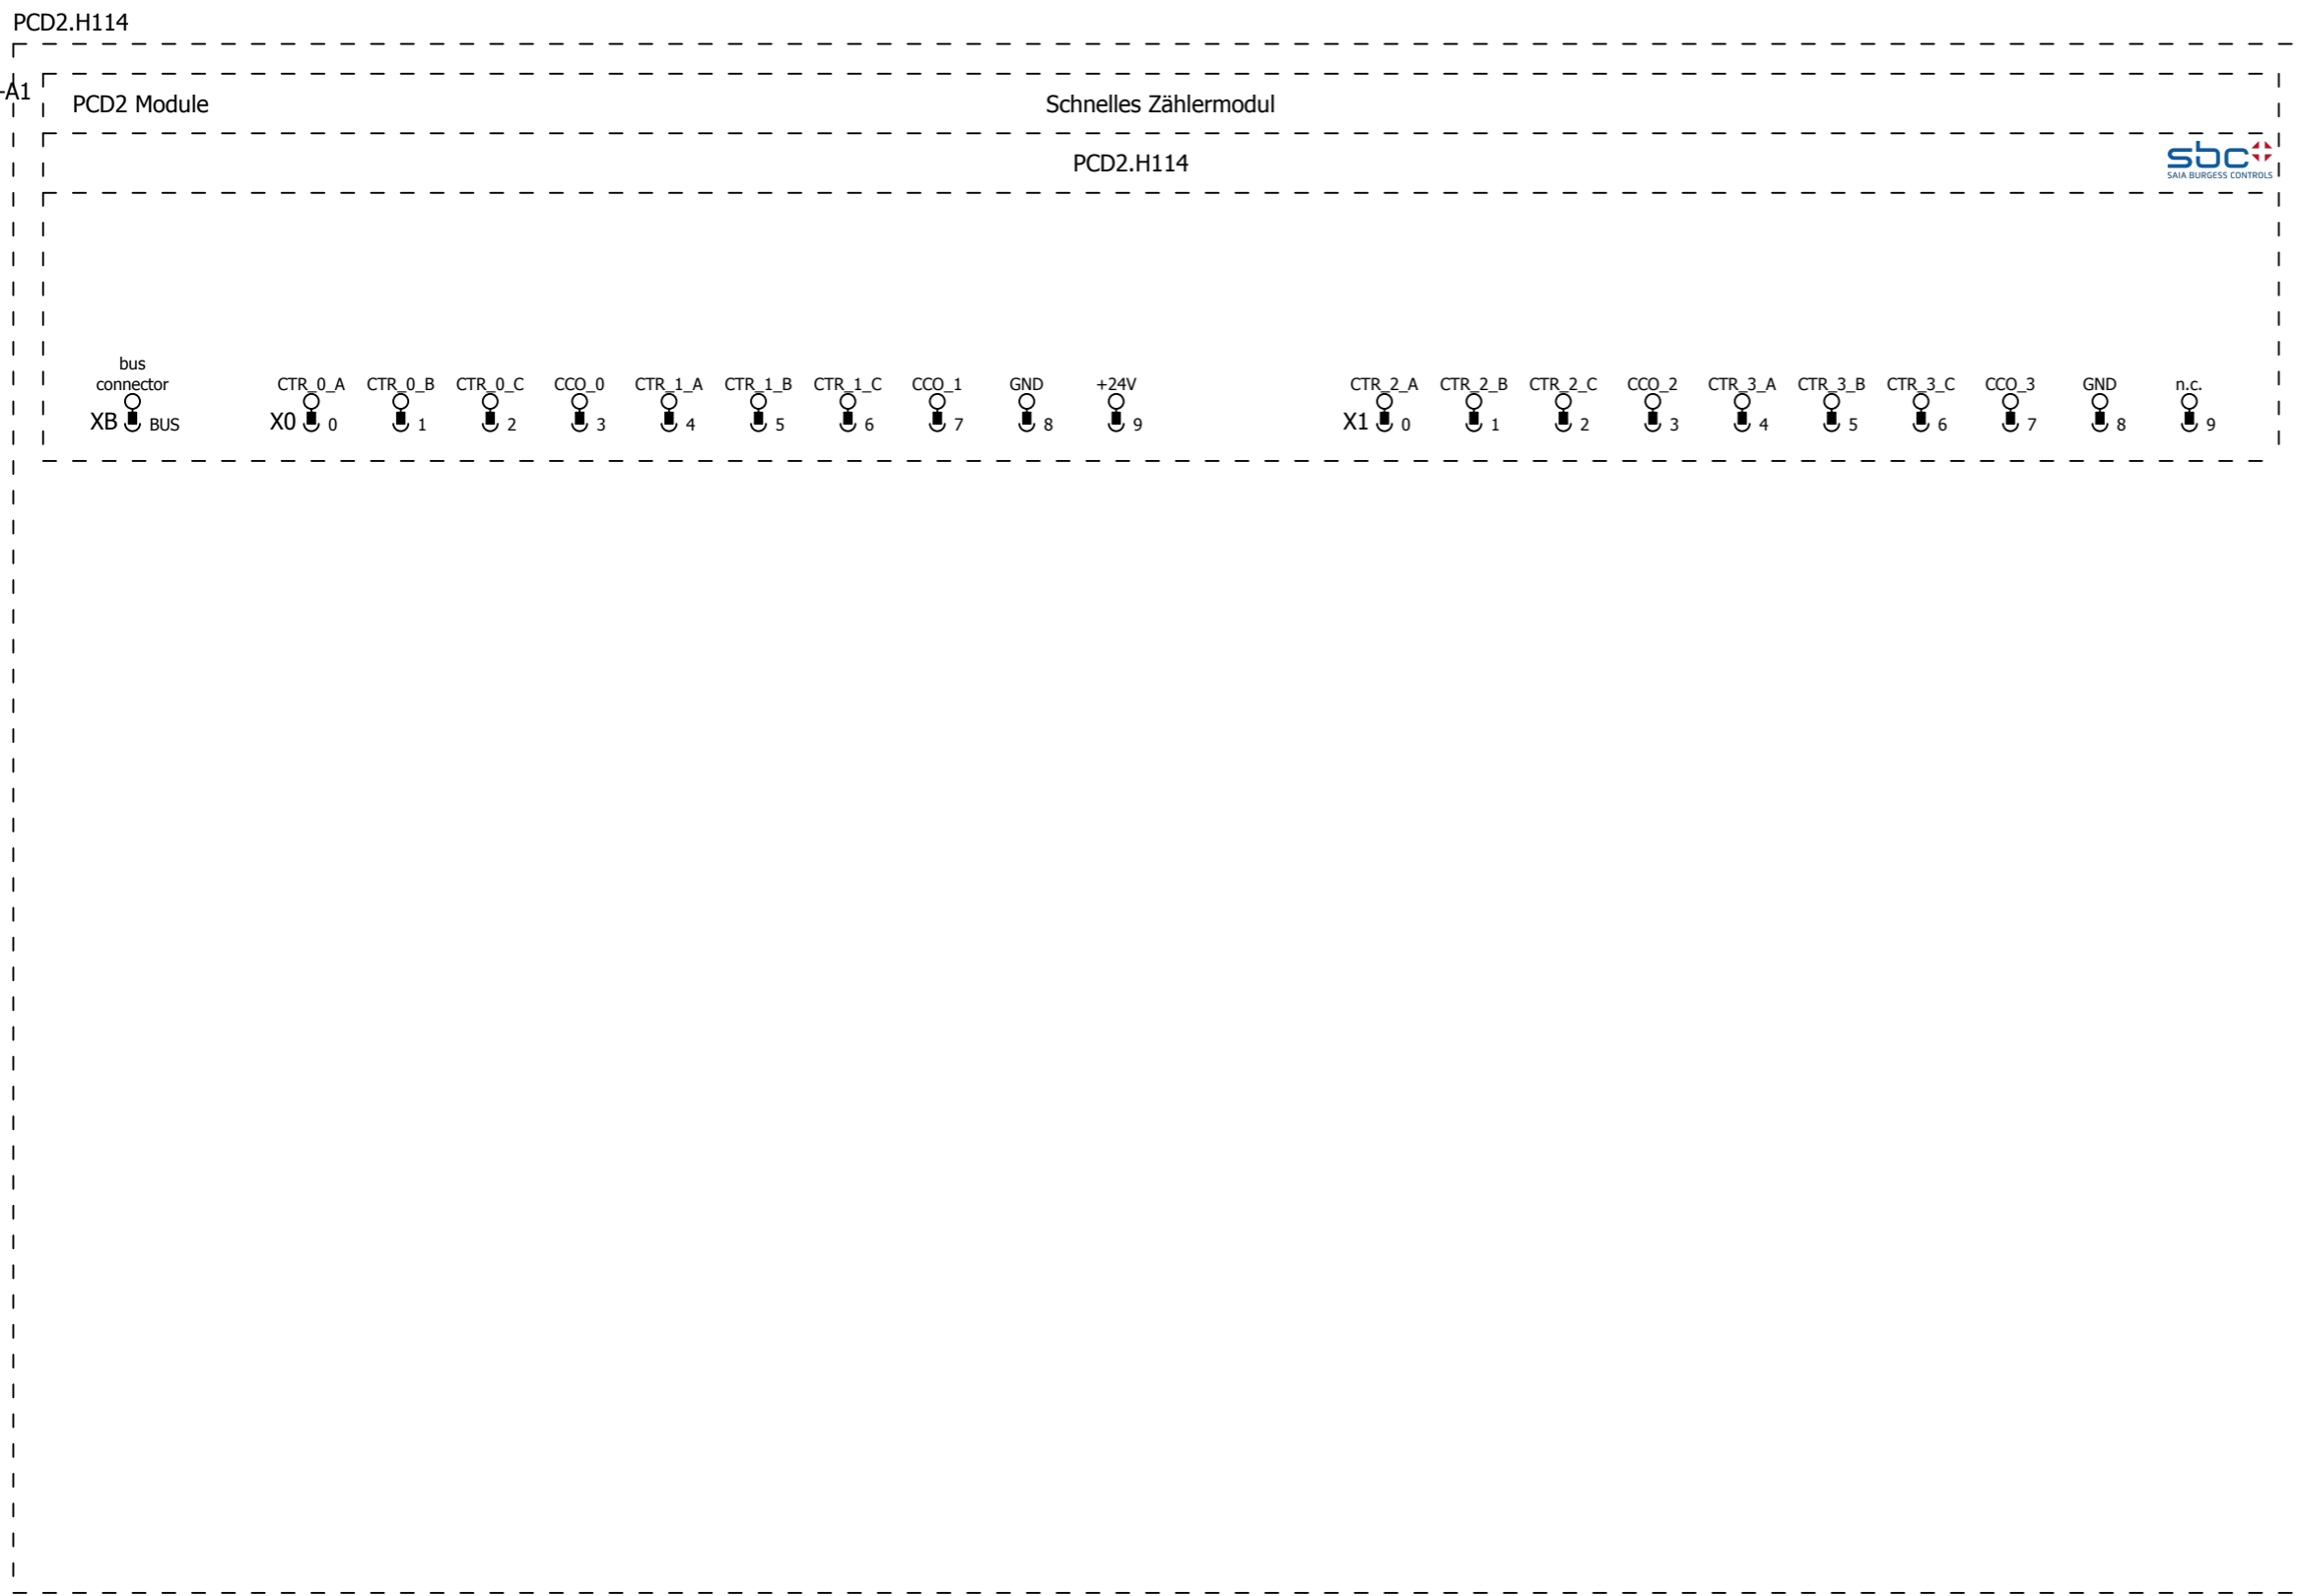 PCD2.H114
-A1
PCD2 Module Schnelles Zählermodul
PCD2.H114
sbc
SAIA BURGESS CONTROLS
bus
connector CTR_0_A CTR_0_B CTR_0_C CCO_0 CTR_1_A CTR_1_B CTR_1_C CCO_1 GND +24V CTR_2_A CTR_2_B CTR_2_C CCO_2 CTR_3_A CTR_3_B CTR_3_C CCO_3 GND n.c.
XB BUS X0 0 1 2 3 4 5 6 7 8 9 X1 0 1 2 3 4 5 6 7 8 9